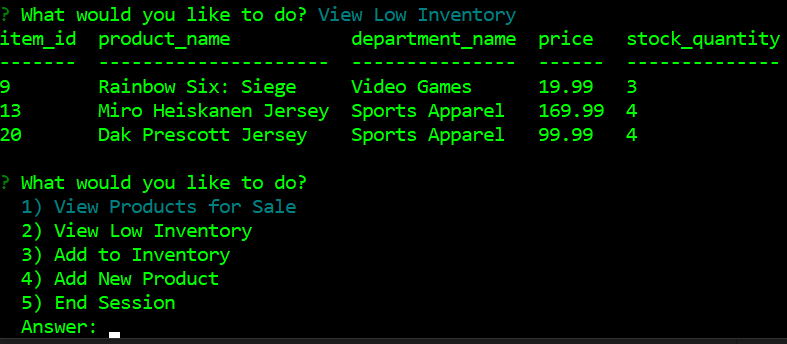 ? What would you like to do? View Low Inventory
item_id  product_name           department_name  price   stock_quantity
-------  ---------------------  ---------------  ------  --------------
9        Rainbow Six: Siege     Video Games      19.99   3
13       Miro Heiskanen Jersey  Sports Apparel   169.99  4
20       Dak Prescott Jersey    Sports Apparel   99.99   4
? What would you like to do?
  1) View Products for Sale
  2) View Low Inventory
  3) Add to Inventory
  4) Add New Product
  5) End Session
  Answer: